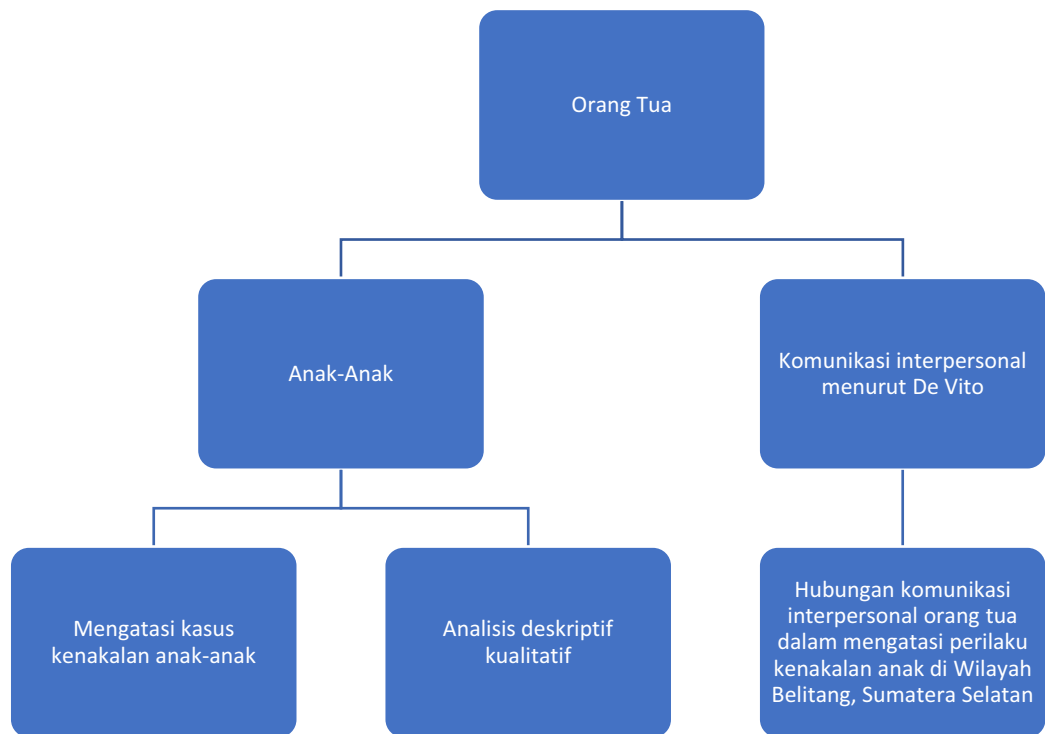 Orang Tua
Anak-Anak
Komunikasi interpersonal
menurut De Vito
Mengatasi kasus
kenakalan anak-anak
Analisis deskriptif
kualitatif
Hubungan komunikasi
interpersonal orang tua
dalam mengatasi perilaku
kenakalan anak di Wilayah
Belitang, Sumatera Selatan